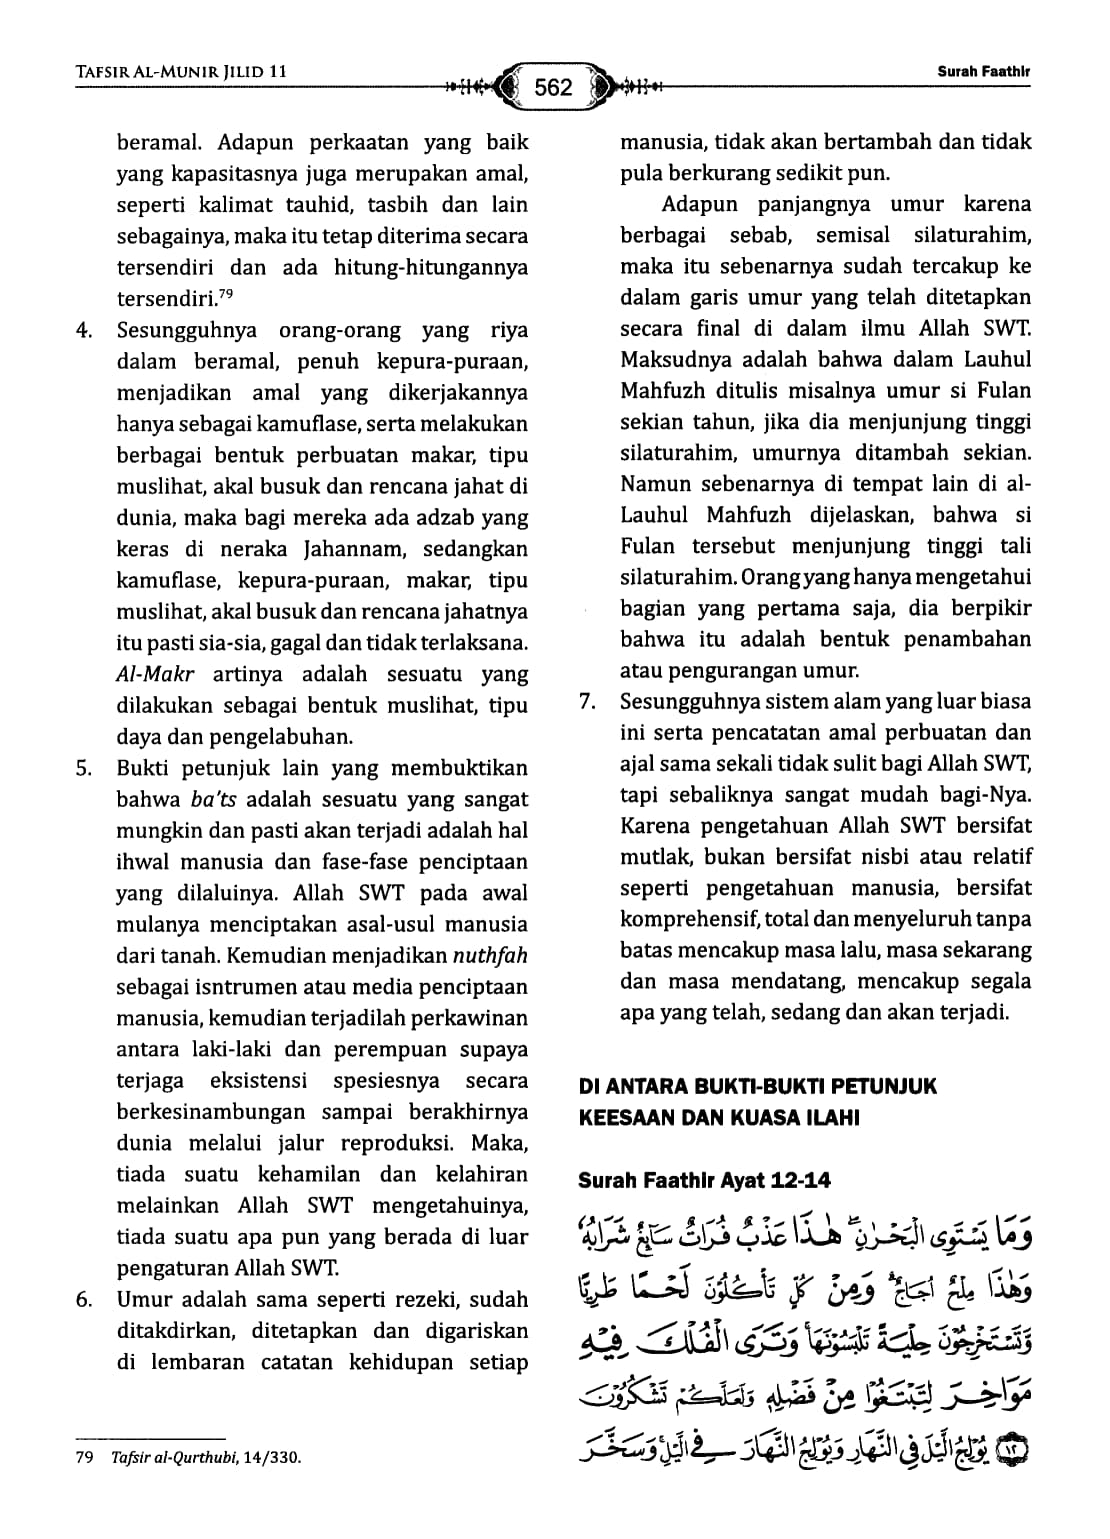 TAFSIR AL-MUNIR JILID 11
562
Surah Faathir
beramal. Adapun perkaatan yang baik
yang kapasitasnya juga merupakan amal,
seperti kalimat tauhid, tasbih dan lain
sebagainya, maka itu tetap diterima secara
tersendiri dan ada hitung-hitungannya
tersendiri.79
4. Sesungguhnya orang-orang yang riya
dalam beramal, penuh kepura-puraan,
menjadikan amal yang dikerjakannya
hanya sebagai kamuflase, serta melakukan
berbagai bentuk perbuatan makar, tipu
muslihat, akal busuk dan rencana jahat di
dunia, maka bagi mereka ada adzab yang
keras di neraka Jahannam, sedangkan
kamuflase, kepura-puraan, makar, tipu
muslihat, akal busuk dan rencana jahatnya
itu pasti sia-sia, gagal dan tidak terlaksana.
Al-Makr artinya adalah sesuatu yang
dilakukan sebagai bentuk muslihat, tipu
daya dan pengelabuhan.
5. Bukti petunjuk lain yang membuktikan
bahwa ba'ts adalah sesuatu yang sangat
mungkin dan pasti akan terjadi adalah hal
ihwal manusia dan fase-fase penciptaan
yang dilaluinya. Allah SWT pada awal
mulanya menciptakan asal-usul manusia
dari tanah. Kemudian menjadikan nuthfah
sebagai isntrumen atau media penciptaan
manusia, kemudian terjadilah perkawinan
antara laki-laki dan perempuan supaya
terjaga eksistensi spesiesnya secara
berkesinambungan sampai berakhirnya
dunia melalui jalur reproduksi. Maka,
tiada suatu kehamilan dan kelahiran
melainkan Allah SWT mengetahuinya,
tiada suatu apa pun yang berada di luar
pengaturan Allah SWT.
6. Umur adalah sama seperti rezeki, sudah
ditakdirkan, ditetapkan dan digariskan
di lembaran catatan kehidupan setiap
79 Tafsir al-Qurthubi, 14/330.
manusia, tidak akan bertambah dan tidak
pula berkurang sedikit pun.
Adapun panjangnya umur karena
berbagai sebab, semisal silaturahim,
maka itu sebenarnya sudah tercakup ke
dalam garis umur yang telah ditetapkan
secara final di dalam ilmu Allah SWT.
Maksudnya adalah bahwa dalam Lauhul
Mahfuzh ditulis misalnya umur si Fulan
sekian tahun, jika dia menjunjung tinggi
silaturahim, umurnya ditambah sekian.
Namun sebenarnya di tempat lain di al-
Lauhul Mahfuzh dijelaskan, bahwa si
Fulan tersebut menjunjung tinggi tali
silaturahim. Orang yang hanya mengetahui
bagian yang pertama saja, dia berpikir
bahwa itu adalah bentuk penambahan
atau pengurangan umur.
7. Sesungguhnya sistem alam yang luar biasa
ini serta pencatatan amal perbuatan dan
ajal sama sekali tidak sulit bagi Allah SWT,
tapi sebaliknya sangat mudah bagi-Nya.
Karena pengetahuan Allah SWT bersifat
mutlak, bukan bersifat nisbi atau relatif
seperti pengetahuan manusia, bersifat
komprehensif, total dan menyeluruh tanpa
batas mencakup masa lalu, masa sekarang
dan masa mendatang, mencakup segala
apa yang telah, sedang dan akan terjadi.
DI ANTARA BUKTI-BUKTI PETUNJUK
KEESAAN DAN KUASA ILAHI
Surah Faathir Ayat 12-14
وَمَا يَسْتَوِى الْبَحْرٰنِۖ هٰذَا عَذْبٌ فُرَاتٌ سَاۤىِٕغٌ شَرَابُهٗ
وَهٰذَا مِلْحٌ اُجَاجٌۗ وَمِنْ كُلٍّ تَأْكُلُوْنَ لَحْمًا طَرِيًّا
وَّتَسْتَخْرِجُوْنَ حِلْيَةً تَلْبَسُوْنَهَاۚ وَتَرَى الْفُلْكَ فِيْهِ
مَوَاخِرَ لِتَبْتَغُوْا مِنْ فَضْلِهٖ وَلَعَلَّكُمْ تَشْكُرُوْنَ
١٢ يُوْلِجُ الَّيْلَ فِى النَّهَارِ وَيُوْلِجُ النَّهَارَ فِى الَّيْلِۙ وَسَخَّرَ